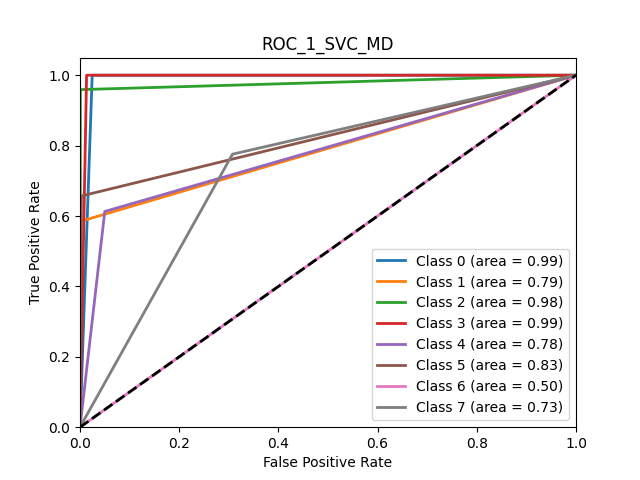 ROC_1_SVC_MD
1.0
0.8
0.6
0.4
0.2
0.0
True Positive Rate
Class 0 (area = 0.99)
Class 1 (area = 0.79)
Class 2 (area = 0.98)
Class 3 (area = 0.99)
Class 4 (area = 0.78)
Class 5 (area = 0.83)
Class 6 (area = 0.50)
Class 7 (area = 0.73)
0.0 0.2 0.4 0.6 0.8 1.0
False Positive Rate